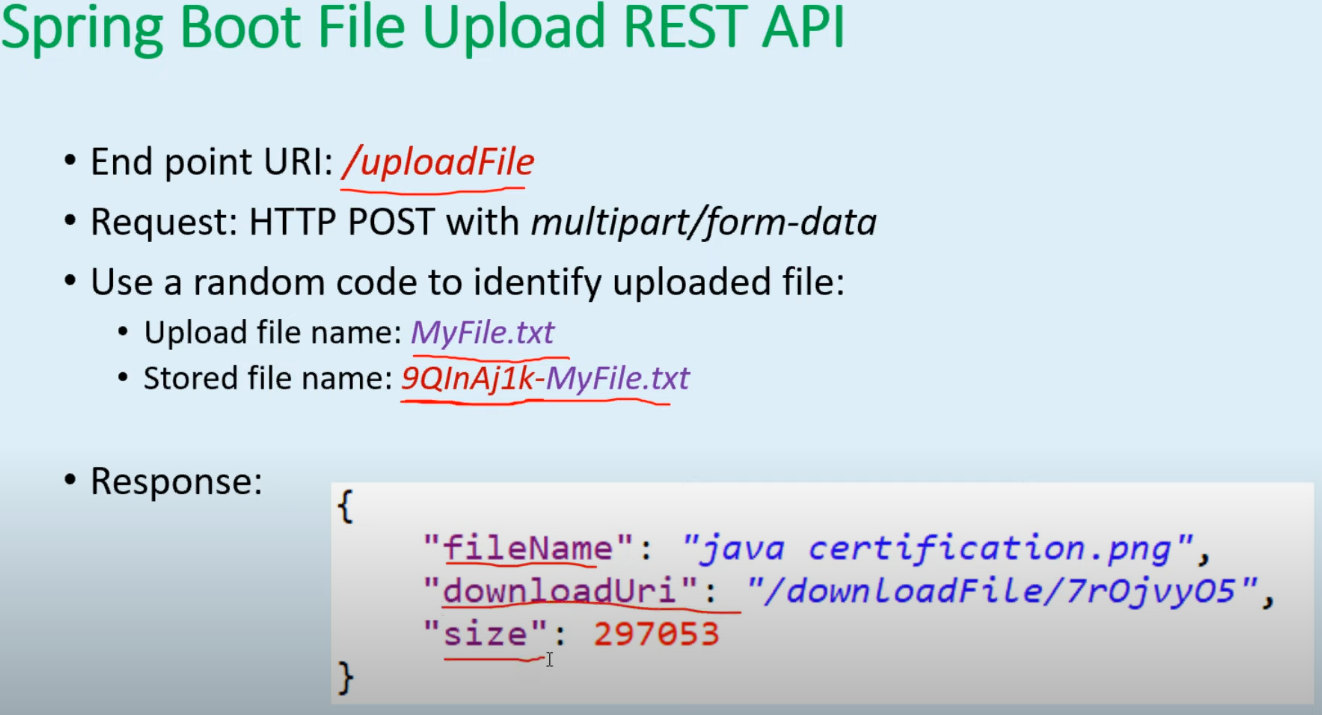 Spring Boot File Upload REST API
• End point URI: /uploadFile
• Request: HTTP POST with multipart/form-data
• Use a random code to identify uploaded file:
• Upload file name: MyFile.txt
• Stored file name: 9QInAj1k-MyFile.txt
• Response:
{
"fileName": "java certification.png",
"downloadUri": "/downloadFile/7rOjvyO5",
"size": 297053
}